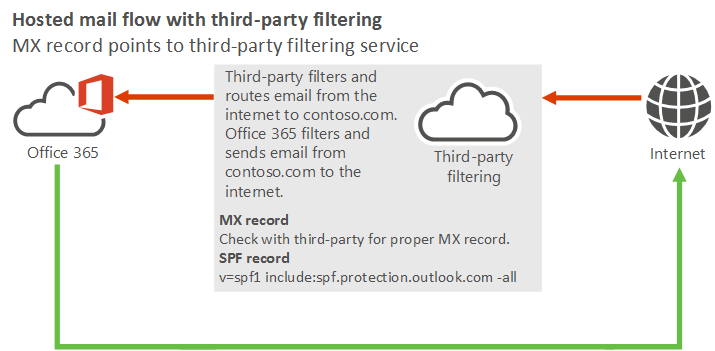 Hosted mail flow with third-party filtering
MX record points to third-party filtering service
Third-party filters and
routes email from the
internet to contoso.com.
Office 365 filters and
sends email from
contoso.com to the
internet.
Office 365
Third-party
filtering
Internet
MX record
Check with third-party for proper MX record.
SPF record
v=spf1 include:spf.protection.outlook.com -all